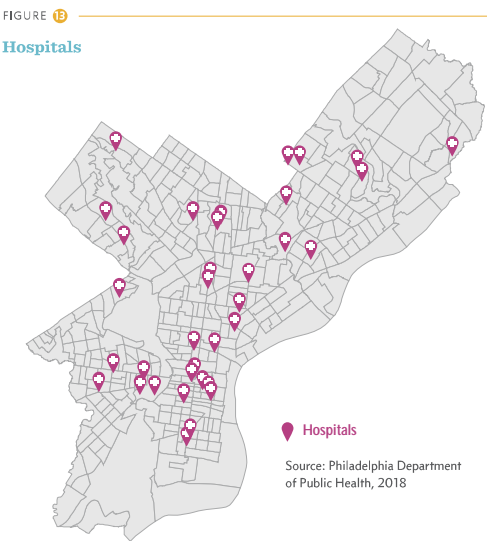 FIGURE 13
Hospitals
Hospitals
Source: Philadelphia Department
of Public Health, 2018